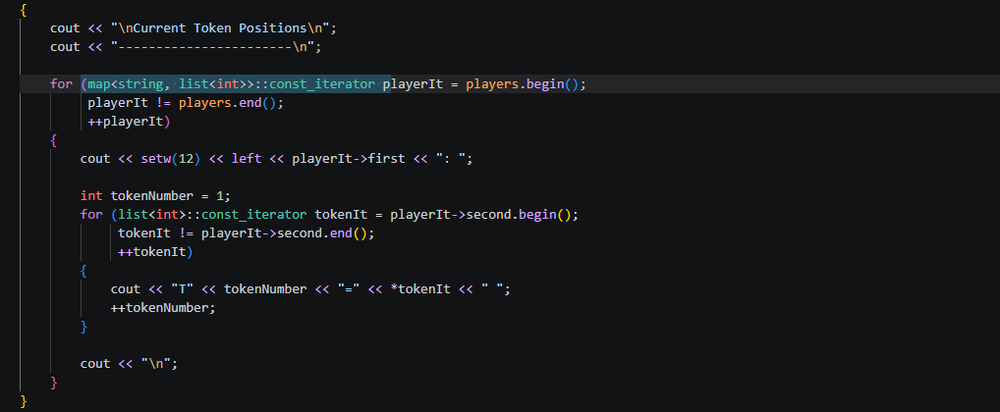 {
    cout << "\nCurrent Token Positions\n";
    cout << "-----------------------\n";

    for (map<string, list<int>>::const_iterator playerIt = players.begin();
         playerIt != players.end();
         ++playerIt)
    {
        cout << setw(12) << left << playerIt->first << ": ";

        int tokenNumber = 1;
        for (list<int>::const_iterator tokenIt = playerIt->second.begin();
             tokenIt != playerIt->second.end();
             ++tokenIt)
        {
            cout << "T" << tokenNumber << "=" << *tokenIt << " ";
            ++tokenNumber;
        }

        cout << "\n";
    }
}